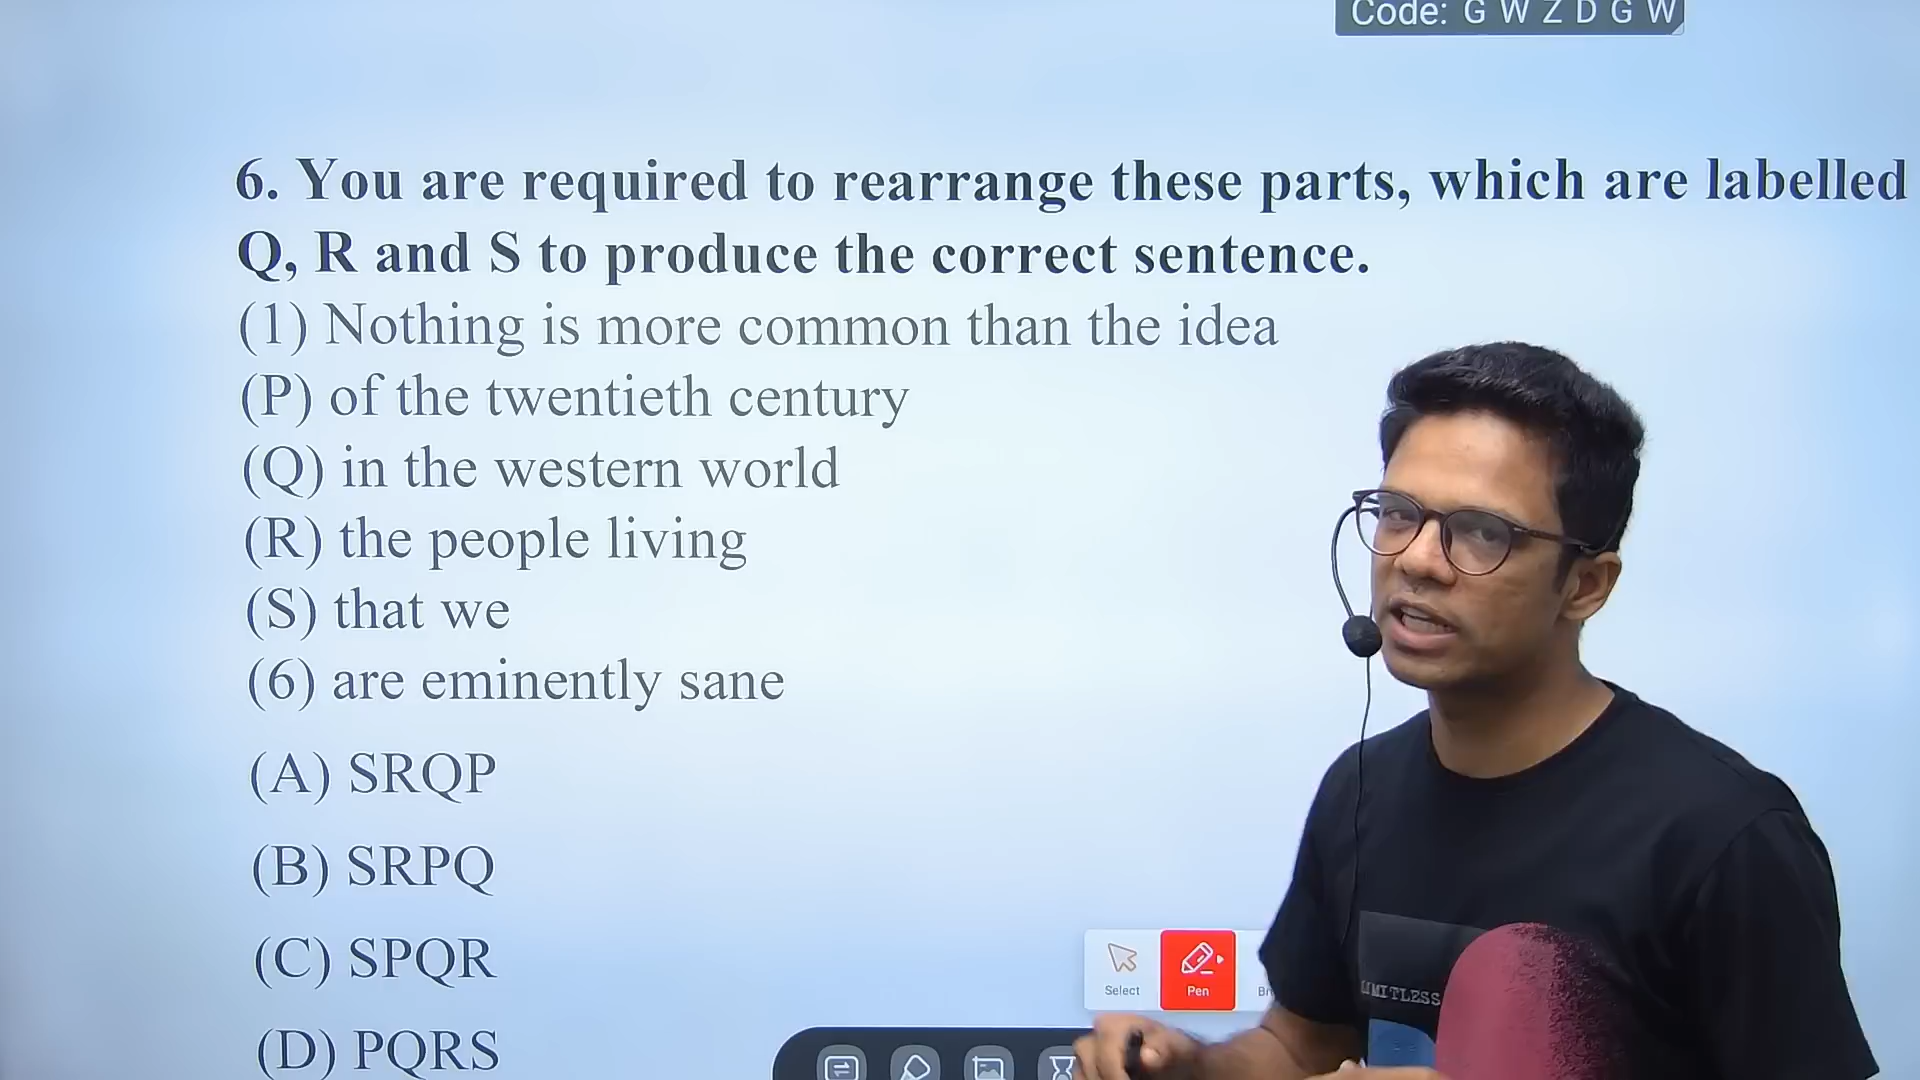 Code: G W Z D G W
6. You are required to rearrange these parts, which are labelled
Q, R and S to produce the correct sentence.
(1) Nothing is more common than the idea
(P) of the twentieth century
(Q) in the western world
(R) the people living
(S) that we
(6) are eminently sane
(A) SRQP
(B) SRPQ
(C) SPQR
(D) PQRS
Select
Pen
LIMITLESS